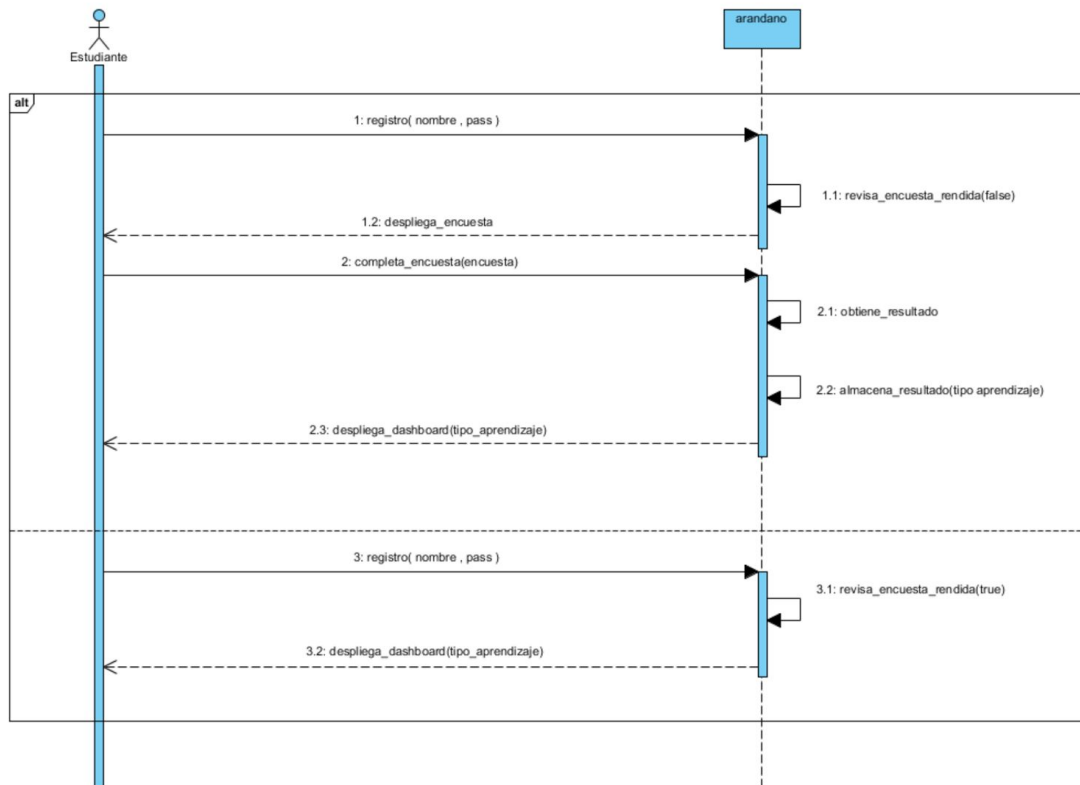 Estudiante
arandano
alt
1: registro( nombre , pass )
1.1: revisa_encuesta_rendida(false)
1.2: despliega_encuesta
2: completa_encuesta(encuesta)
2.1: obtiene_resultado
2.2: almacena_resultado(tipo aprendizaje)
2.3: despliega_dashboard(tipo_aprendizaje)
3: registro( nombre , pass )
3.1: revisa_encuesta_rendida(true)
3.2: despliega_dashboard(tipo_aprendizaje)